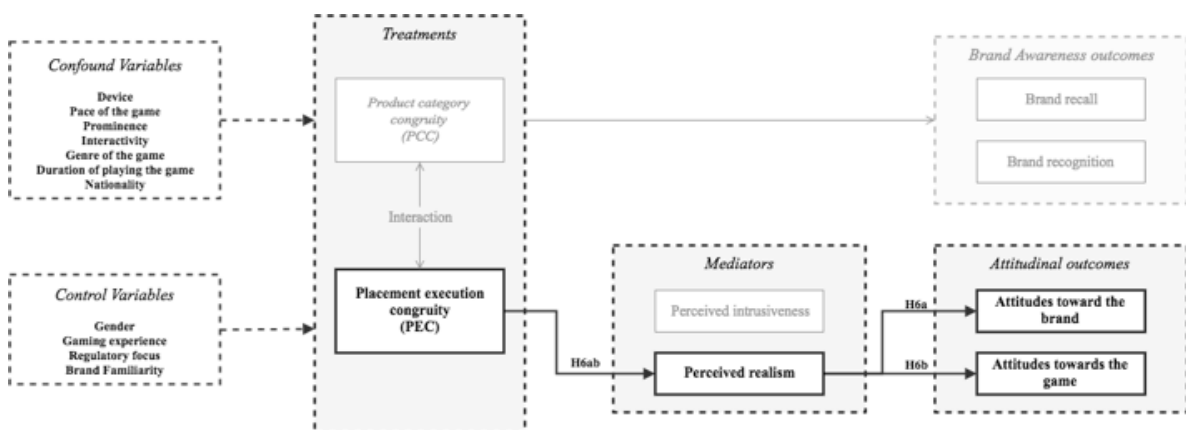 Confound Variables
Device
Pace of the game
Prominence
Interactivity
Genre of the game
Duration of playing the game
Nationality
Control Variables
Gender
Gaming experience
Regulatory focus
Brand Familiarity
Treatments
Product category
congruity
(PCC)
Interaction
Placement execution
congruity
(PEC)
H6ab
Mediators
Perceived intrusiveness
Perceived realism
H6a
H6b
Brand Awareness outcomes
Brand recall
Brand recognition
Attitudinal outcomes
Attitudes toward the
brand
Attitudes towards the
game